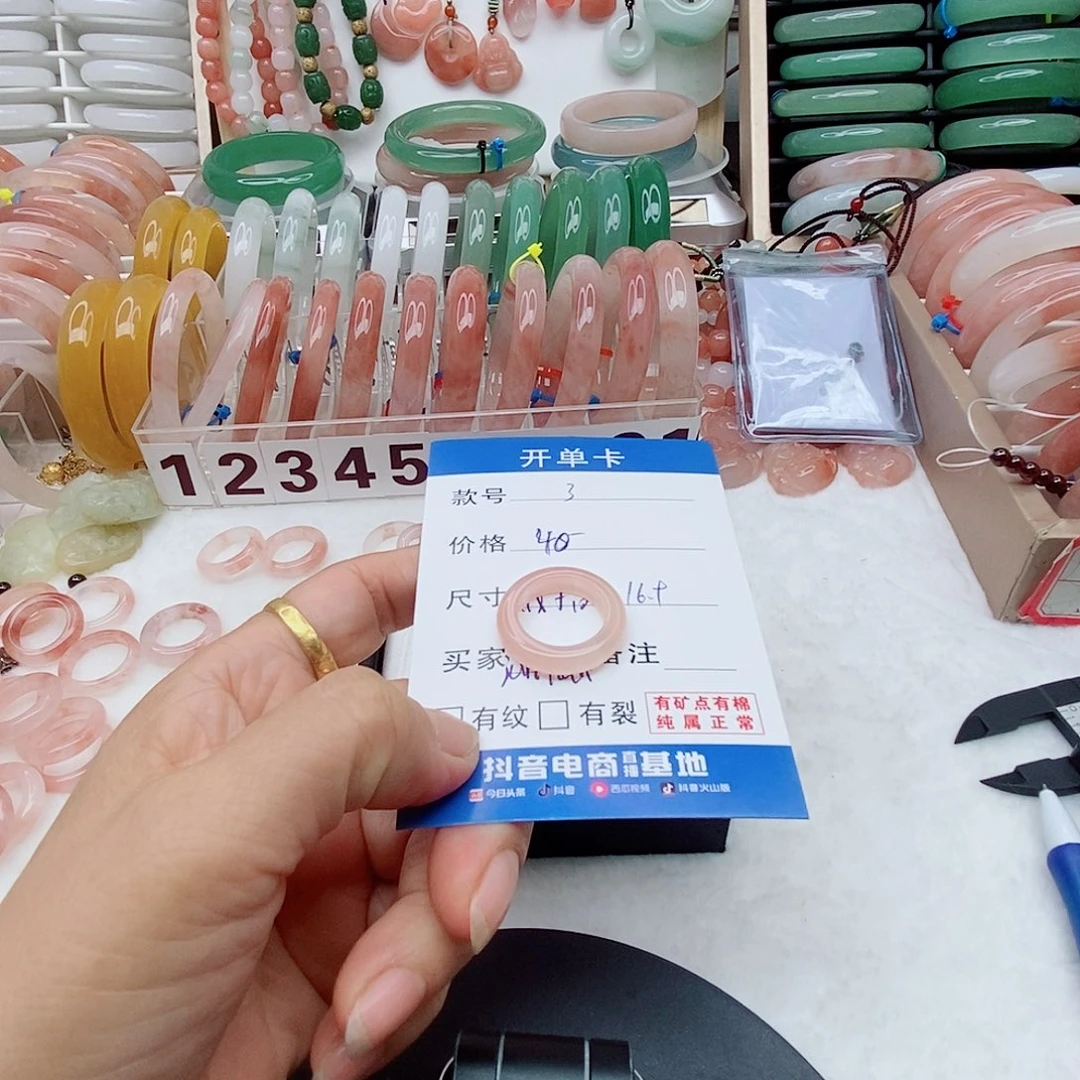 12345
开单卡
款号 3
价格 40
尺寸 16.+
买家 备注
有纹 有裂 有矿点有棉
纯属正常
抖音电商直播基地
今日头条 抖音 西瓜视频 抖音火山版